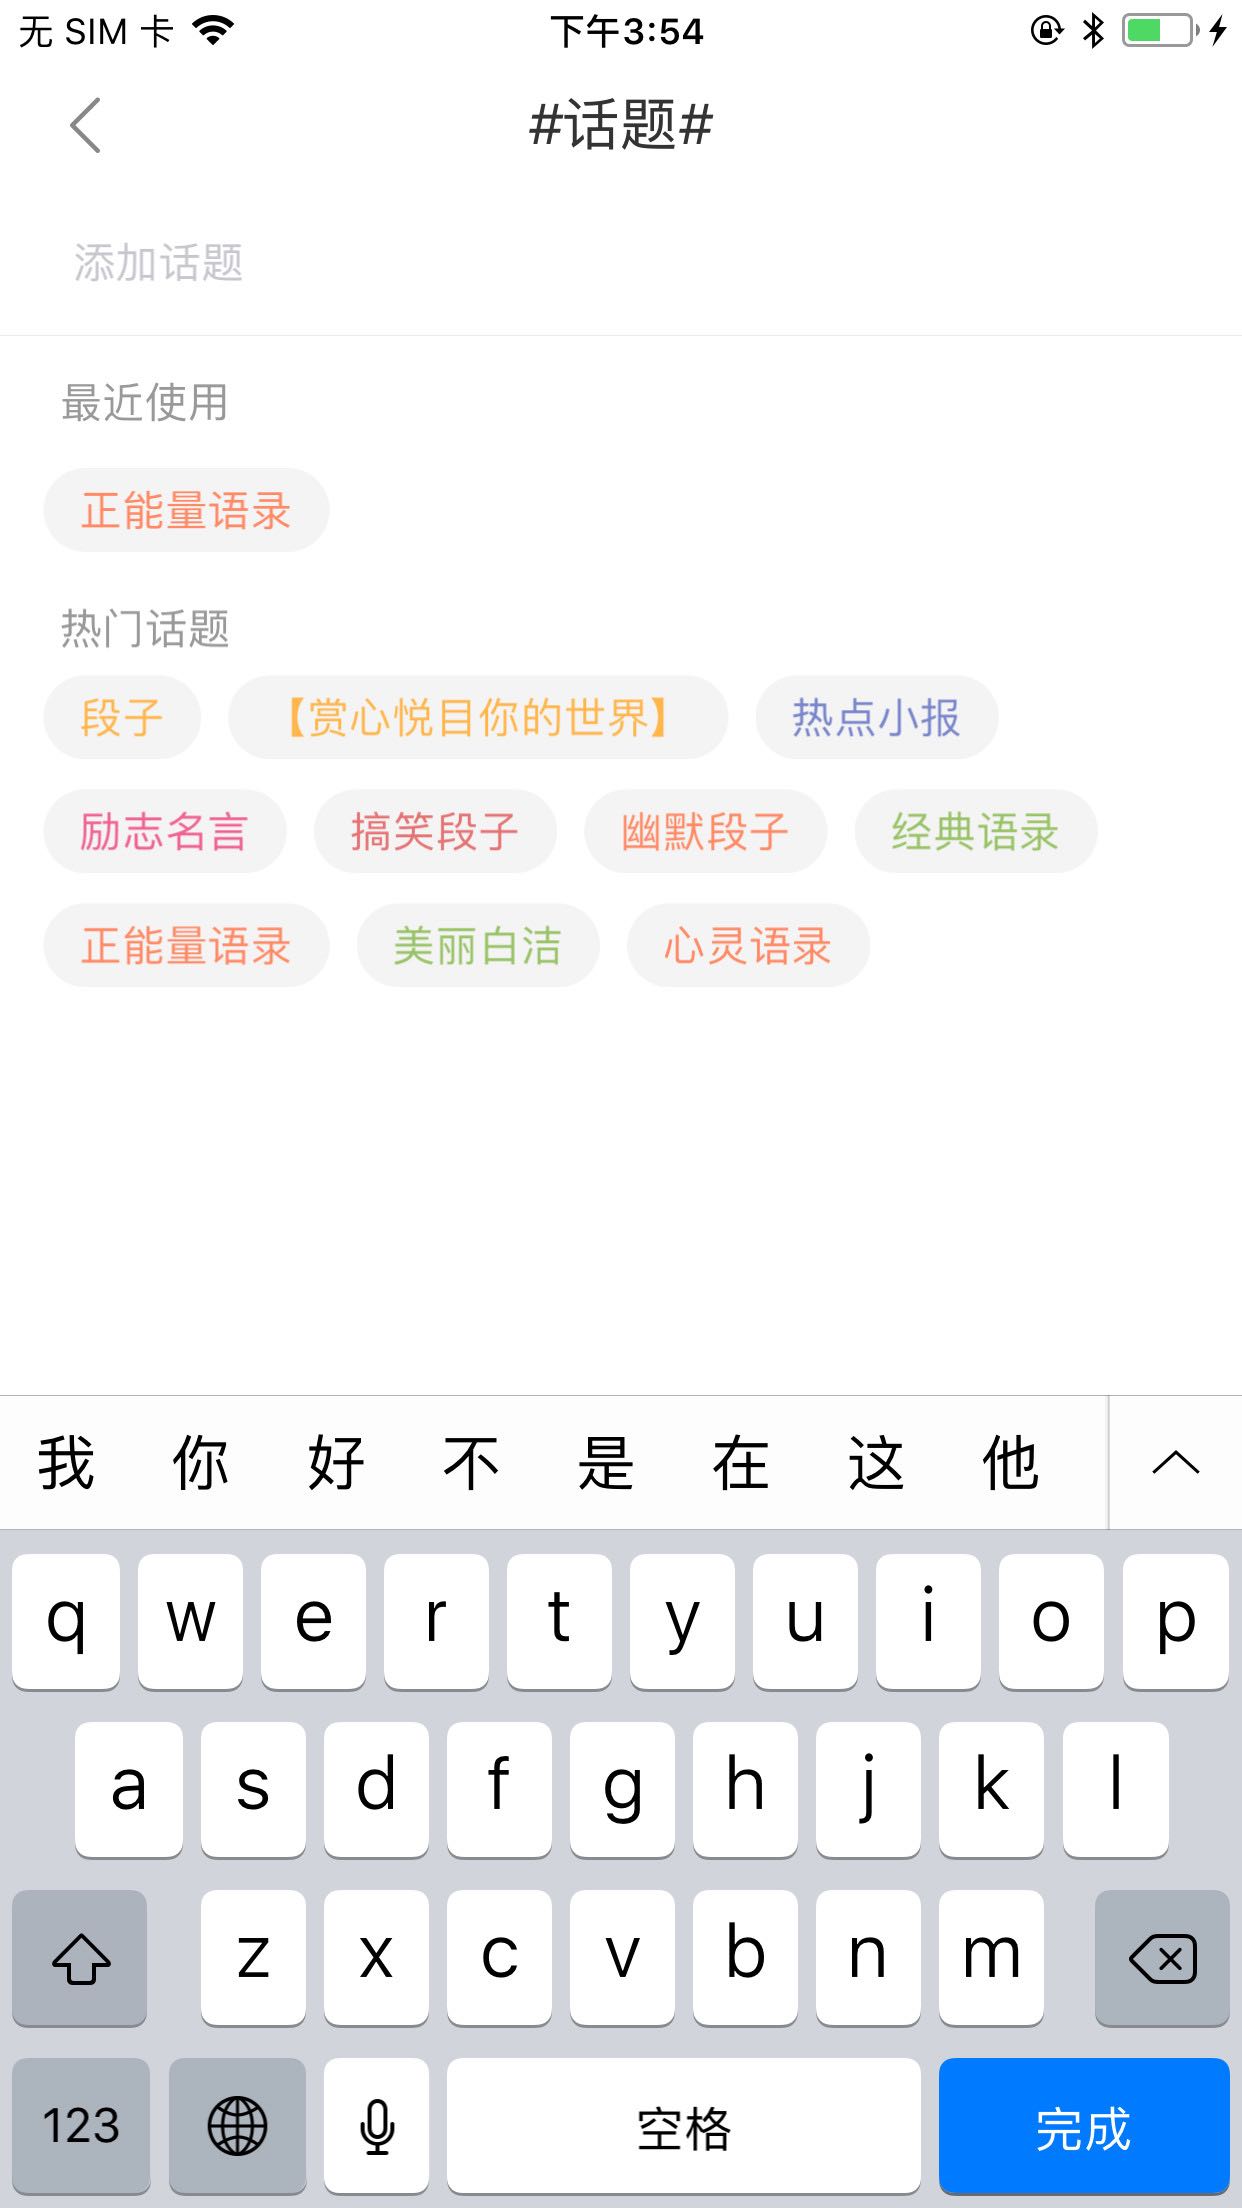 无 SIM 卡 下午3:54
#话题#
添加话题
最近使用
正能量语录
热门话题
段子 【赏心悦目你的世界】 热点小报
励志名言 搞笑段子 幽默段子 经典语录
正能量语录 美丽白洁 心灵语录
我 你 好 不 是 在 这 他
q w e r t y u i o p
a s d f g h j k l
z x c v b n m
123 空格 完成